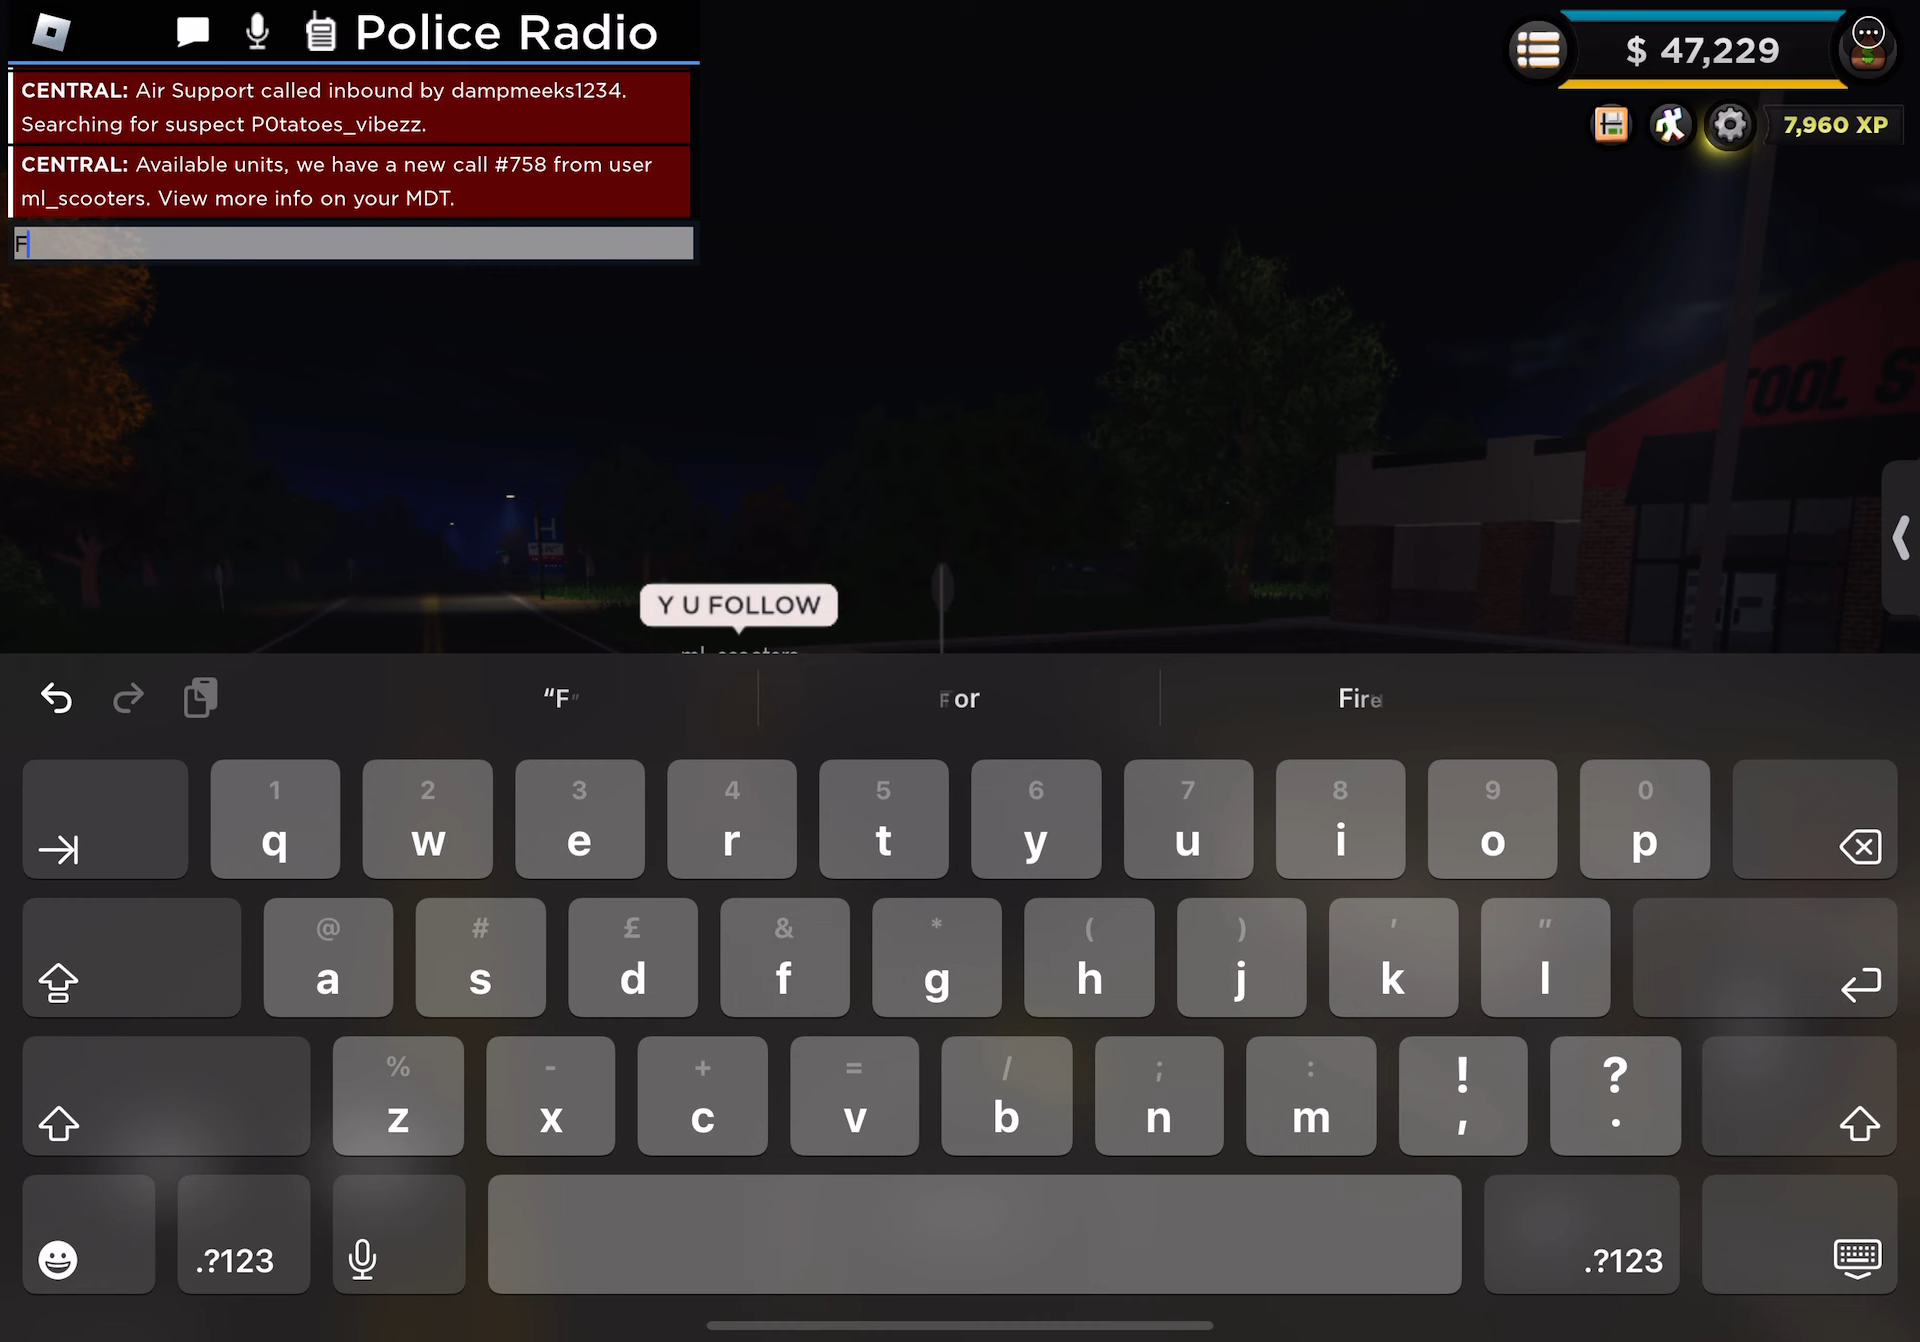 Police Radio
$ 47,229
CENTRAL: Air Support called inbound by dampmeeks1234.
Searching for suspect P0tatoes_vibezz.
7,960 XP
CENTRAL: Available units, we have a new call #758 from user
ml_scooters. View more info on your MDT.
F
TOOL S
Y U FOLLOW
ml_scooters
“F” For Fire
1 2 3 4 5 6 7 8 9 0
q w e r t y u i o p
@ # £ & * ( ) ' "
a s d f g h j k l
% - + = / ; : ! ?
z x c v b n m , .
.?123 .?123